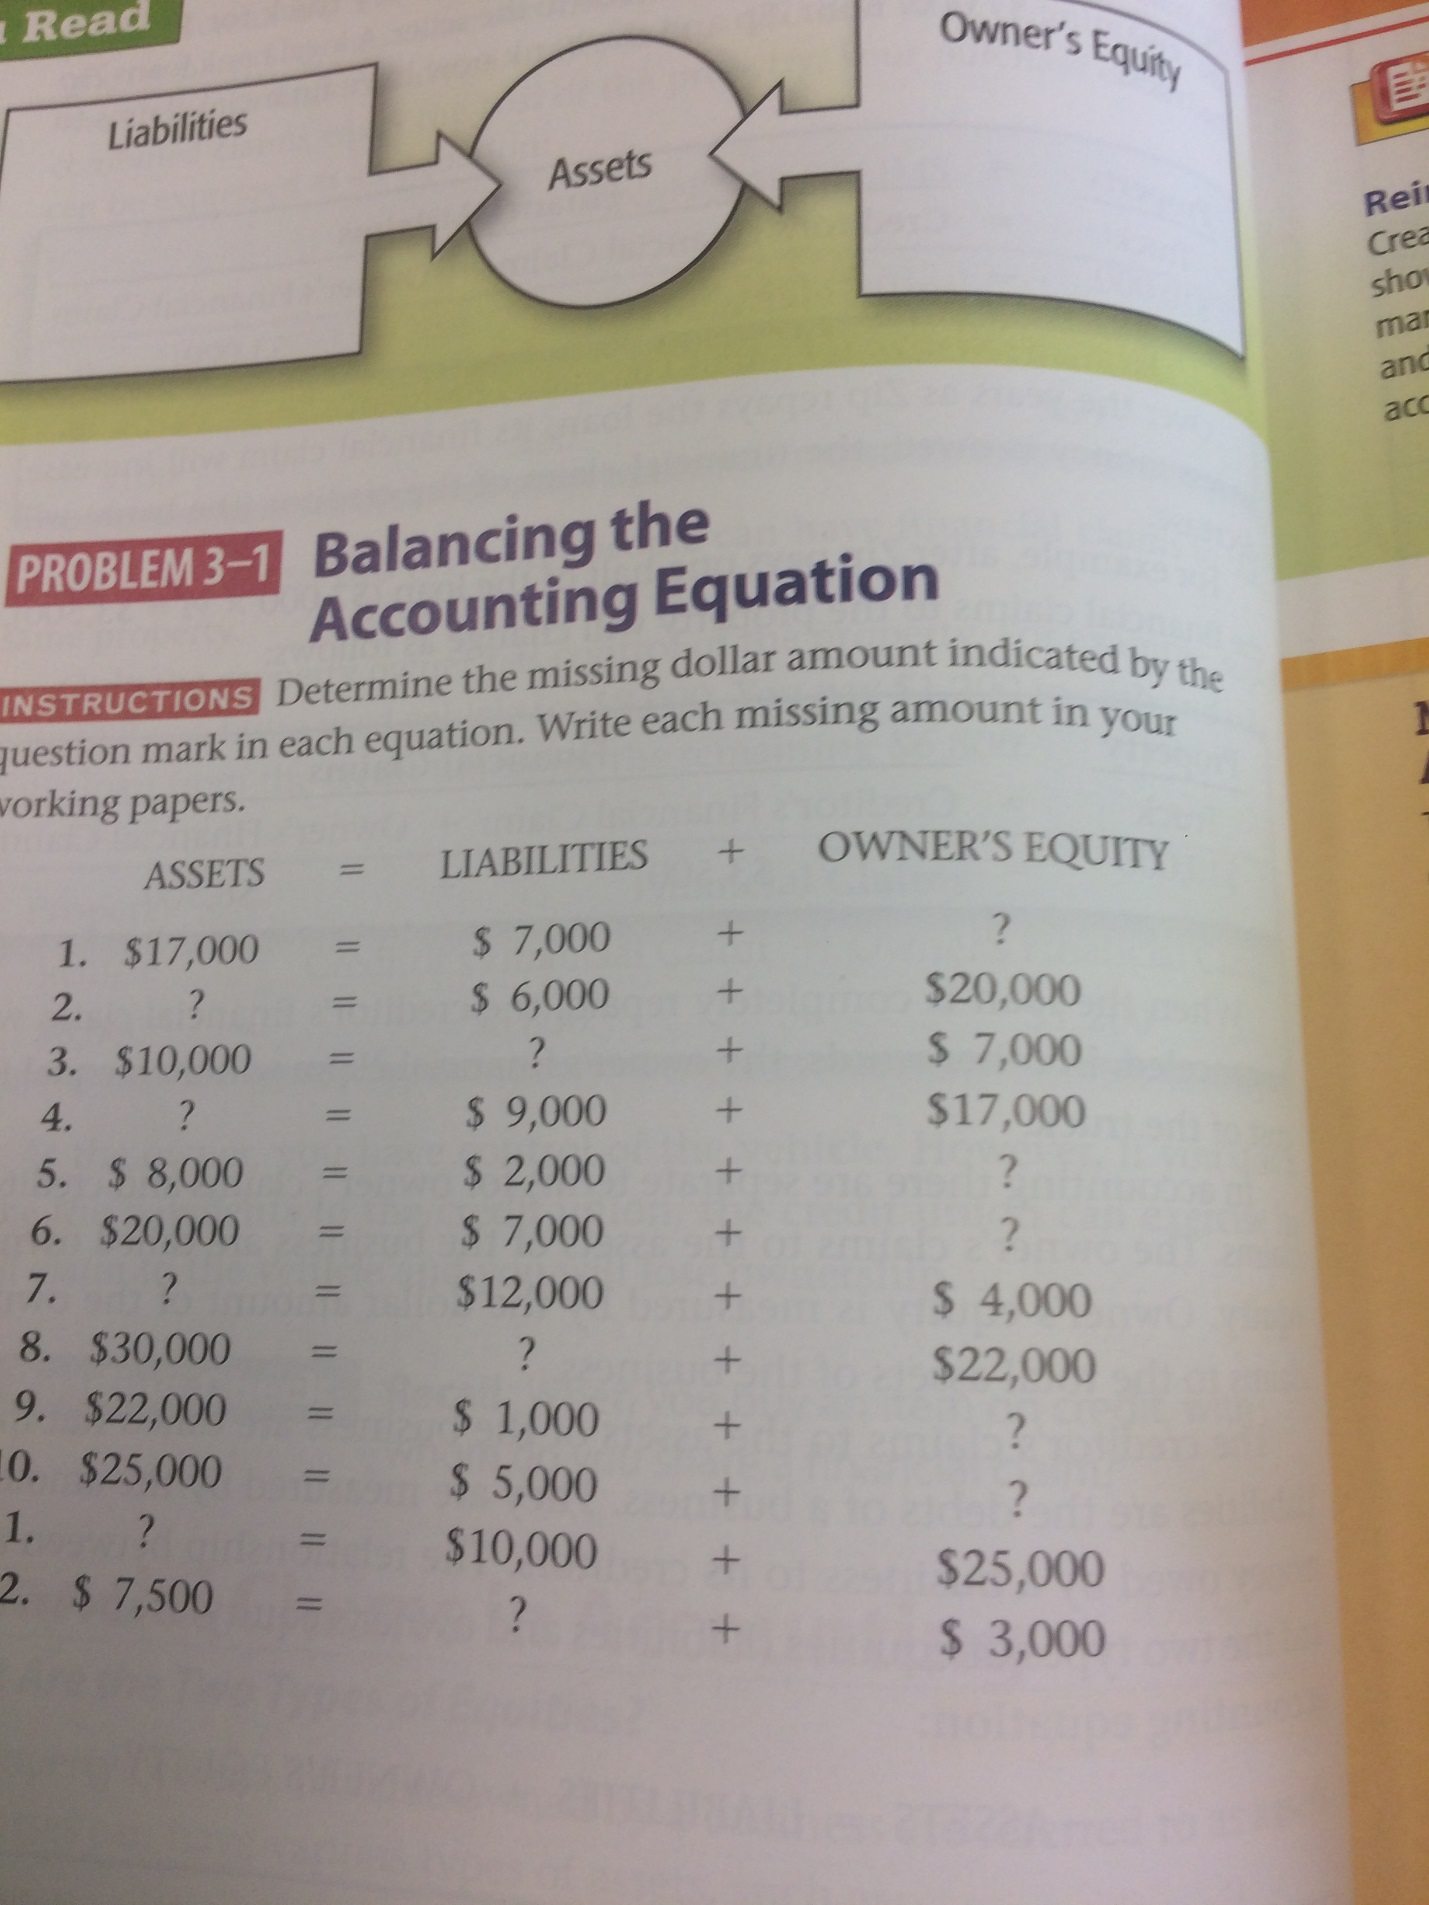 Read
Liabilities
Assets
Owner's Equity
PROBLEM 3–1 Balancing the
Accounting Equation
INSTRUCTIONS Determine the missing dollar amount indicated by the
question mark in each equation. Write each missing amount in your
working papers.
ASSETS = LIABILITIES + OWNER'S EQUITY
1. $17,000 = $ 7,000 + ?
2. ? = $ 6,000 + $20,000
3. $10,000 = ? + $ 7,000
4. ? = $ 9,000 + $17,000
5. $ 8,000 = $ 2,000 + ?
6. $20,000 = $ 7,000 + ?
7. ? = $12,000 + $ 4,000
8. $30,000 = ? + $22,000
9. $22,000 = $ 1,000 + ?
10. $25,000 = $ 5,000 + ?
1. ? = $10,000 + $25,000
2. $ 7,500 = ? + $ 3,000
Rei
Crea
sho
mar
and
acc